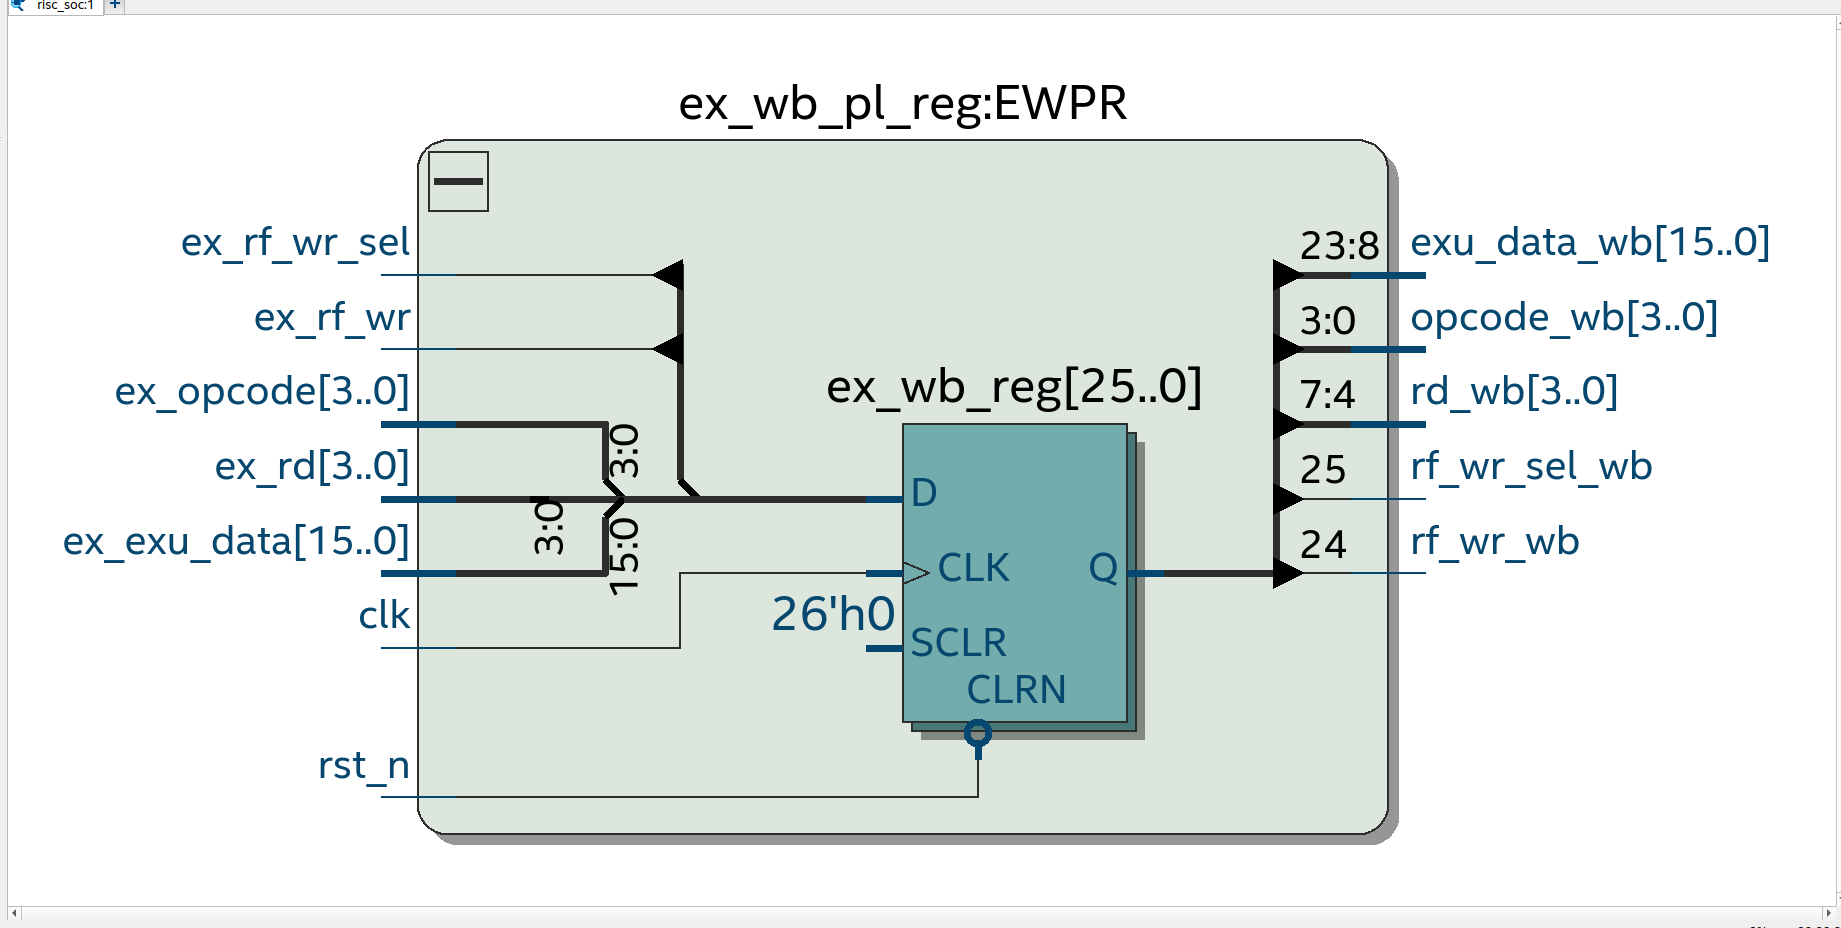 risc_soc:1
ex_wb_pl_reg:EWPR
ex_rf_wr_sel
ex_rf_wr
ex_opcode[3..0]
ex_rd[3..0]
ex_exu_data[15..0]
clk
rst_n
3:0
3:0
15:0
ex_wb_reg[25..0]
D
CLK
Q
26'h0
SCLR
CLRN
23:8
exu_data_wb[15..0]
3:0
opcode_wb[3..0]
7:4
rd_wb[3..0]
25
rf_wr_sel_wb
24
rf_wr_wb